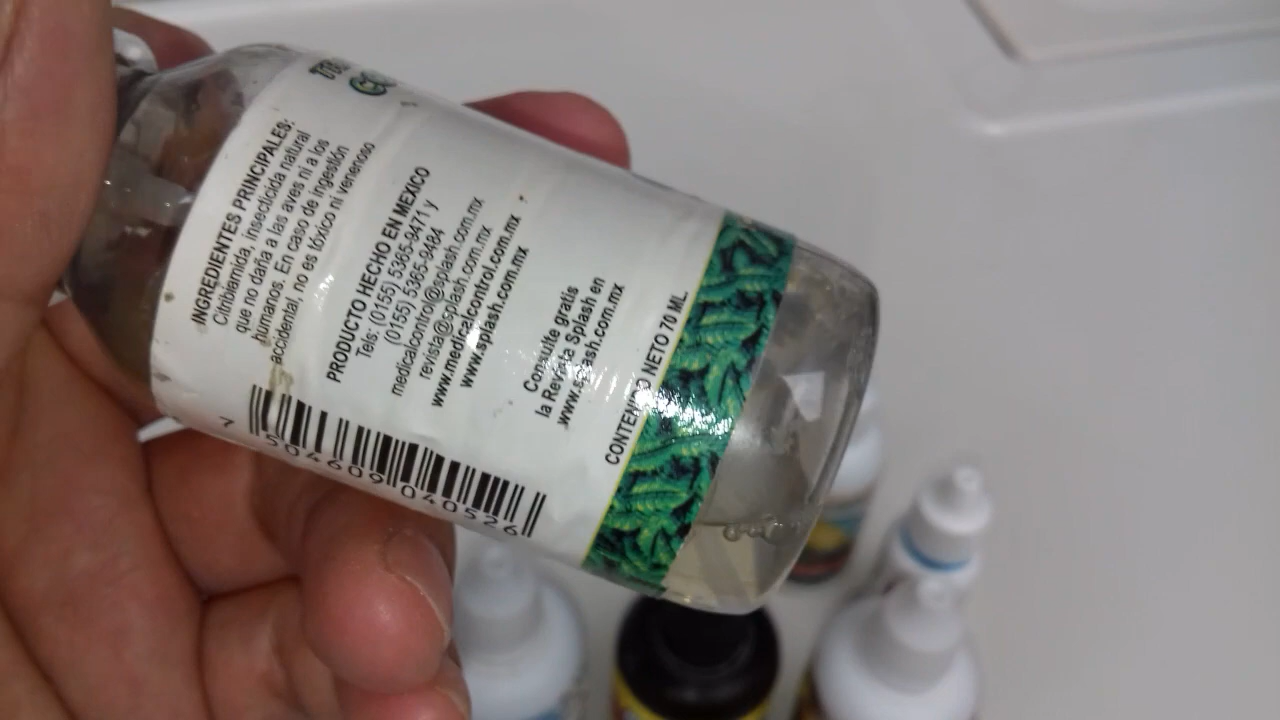 INGREDIENTES PRINCIPALES:
Citribiamida, insecticida natural
que no daña a las aves ni a los
humanos. En caso de ingestión
accidental, no es tóxico ni venenoso
PRODUCTO HECHO EN MEXICO
Tels: (0155) 5365-9471 y
(0155) 5365-9484
medicalcontrol@splash.com.mx
revista@splash.com.mx
www.medicalcontrol.com.mx
www.splash.com.mx
Consulte gratis
la Revista Splash en
www.splash.com.mx
CONTENIDO NETO 70 ML
7 504609 040526